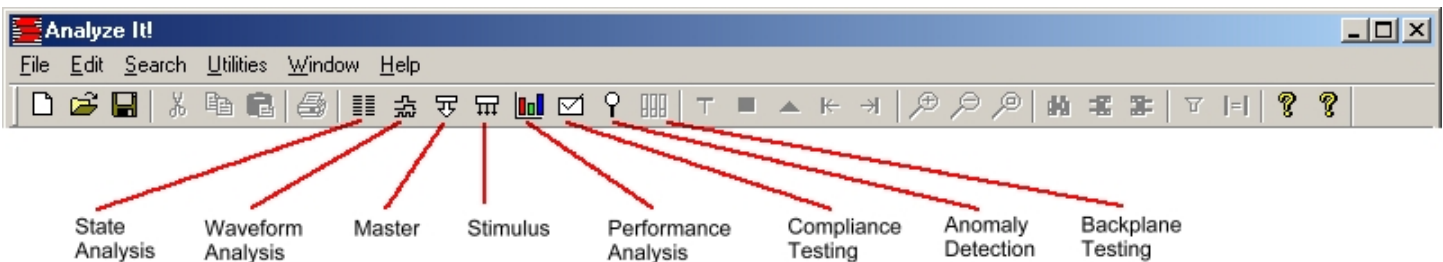 Analyze It!
File Edit Search Utilities Window Help
State Analysis
Waveform Analysis
Master
Stimulus
Performance Analysis
Compliance Testing
Anomaly Detection
Backplane Testing